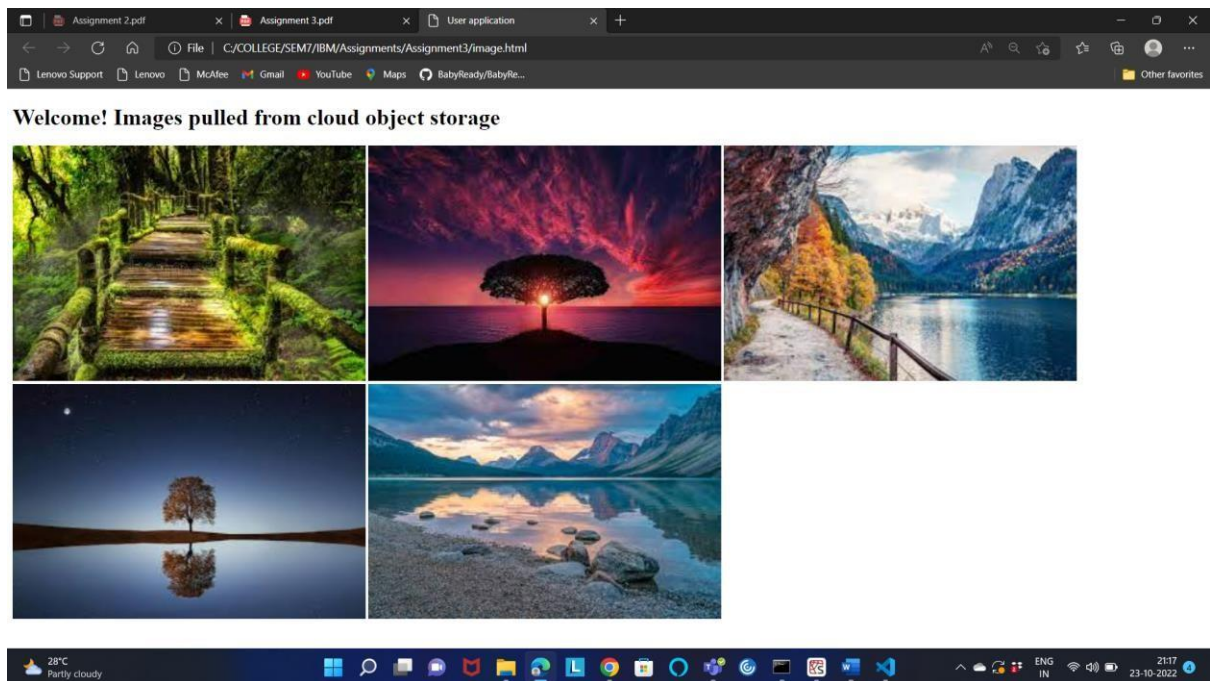 Assignment 2.pdf
Assignment 3.pdf
User application
File | C:/COLLEGE/SEM7/IBM/Assignments/Assignment3/image.html
Lenovo Support
Lenovo
McAfee
Gmail
YouTube
Maps
BabyReady/BabyRe...
Other favorites
Welcome! Images pulled from cloud object storage
28°C
Partly cloudy
ENG
IN
21:17
23-10-2022
4